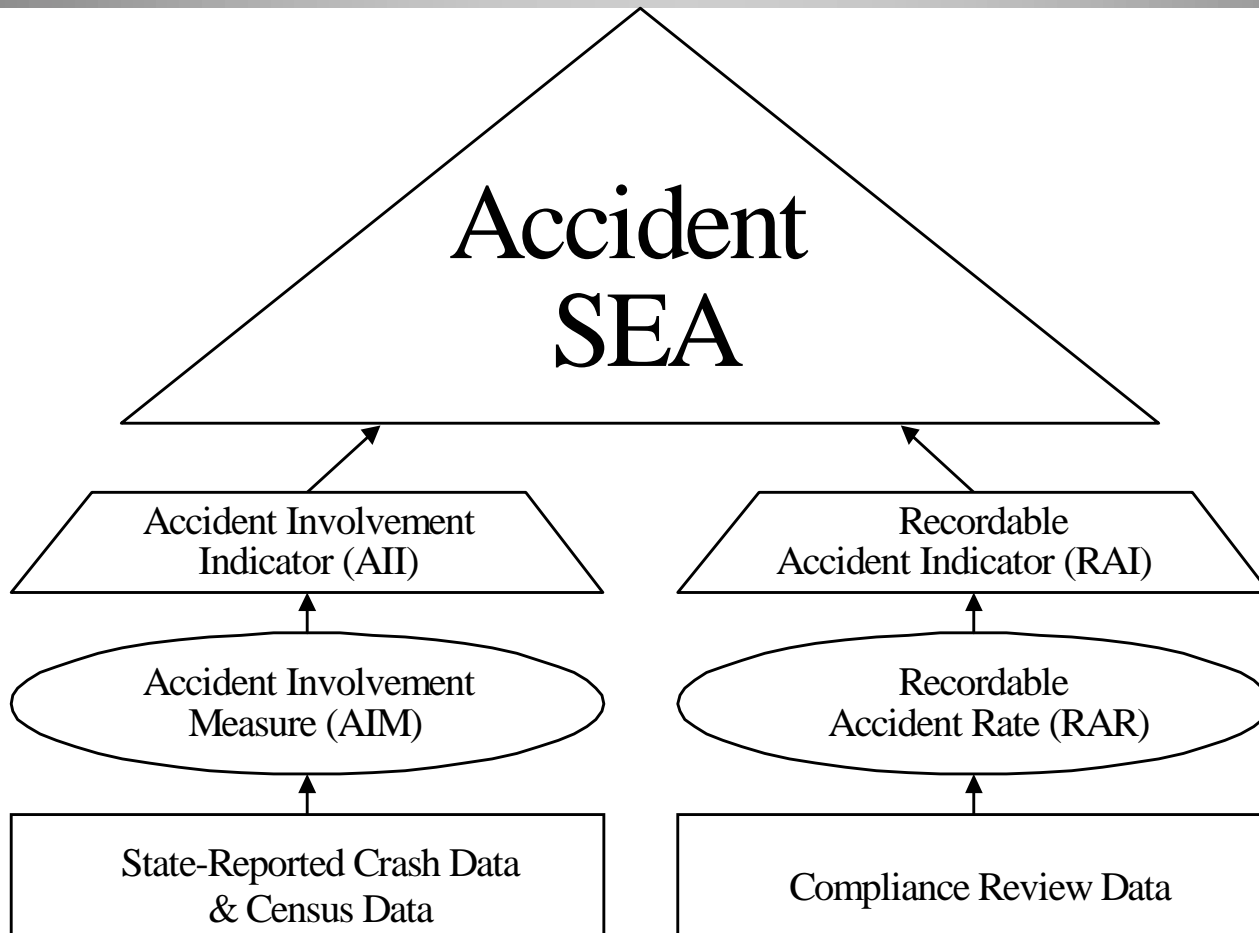 Accident
SEA
Accident Involvement
Indicator (AII)
Recordable
Accident Indicator (RAI)
Accident Involvement
Measure (AIM)
Recordable
Accident Rate (RAR)
State-Reported Crash Data
& Census Data
Compliance Review Data